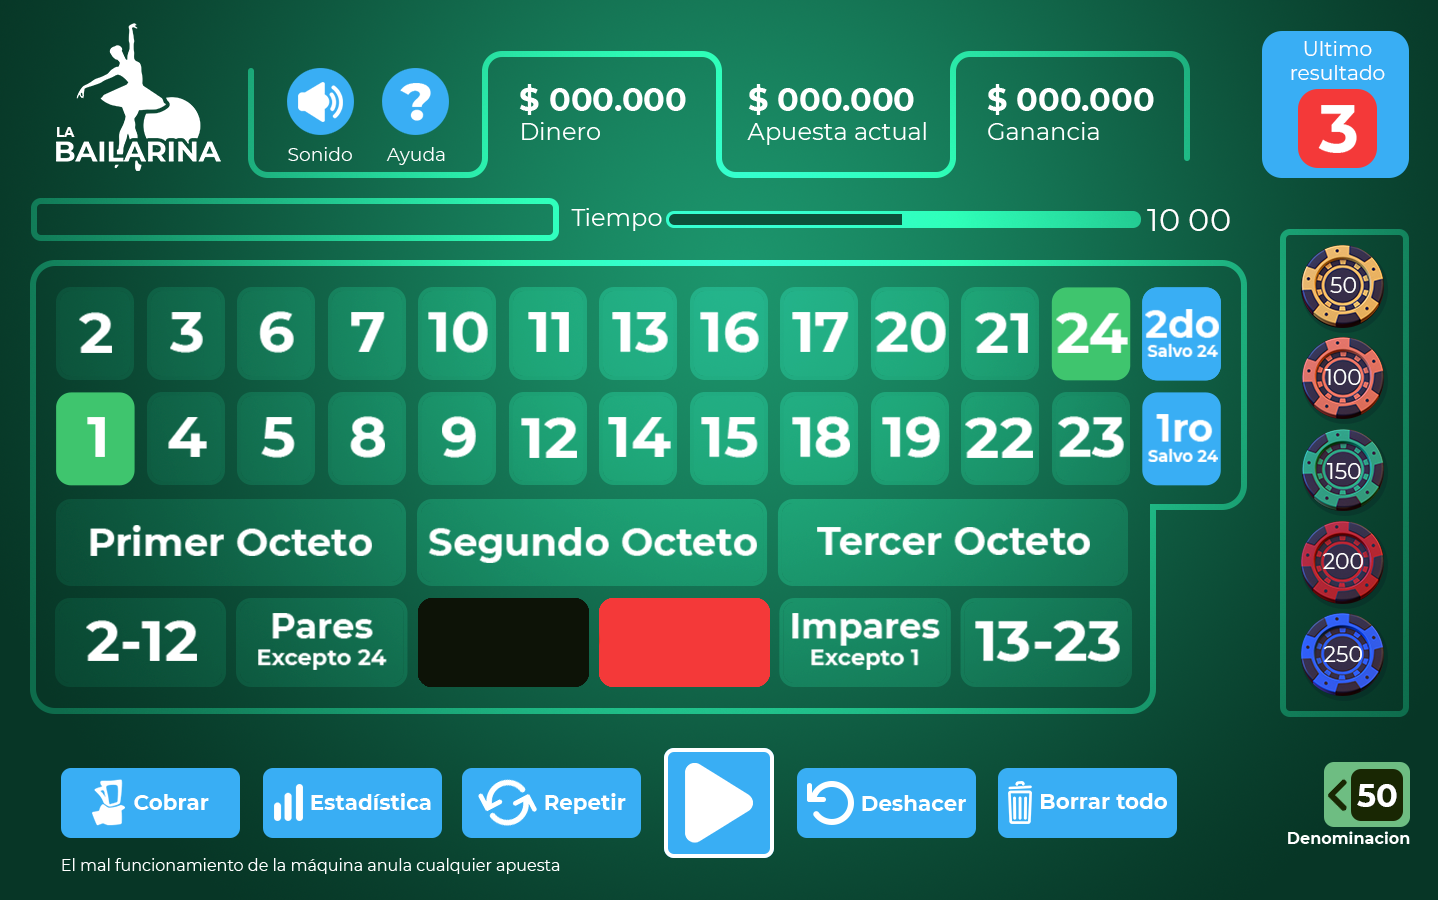 LA
BAILARINA
Sonido
Ayuda
?
$ 000.000
Dinero
$ 000.000
Apuesta actual
$ 000.000
Ganancia
Ultimo
resultado
3
Tiempo
10 00
2 3 6 7 10 11 13 16 17 20 21 24
2do
Salvo 24
1 4 5 8 9 12 14 15 18 19 22 23
1ro
Salvo 24
Primer Octeto
Segundo Octeto
Tercer Octeto
2-12
Pares
Excepto 24
Impares
Excepto 1
13-23
50
100
150
200
250
Cobrar
Estadística
Repetir
Deshacer
Borrar todo
50
Denominacion
El mal funcionamiento de la máquina anula cualquier apuesta